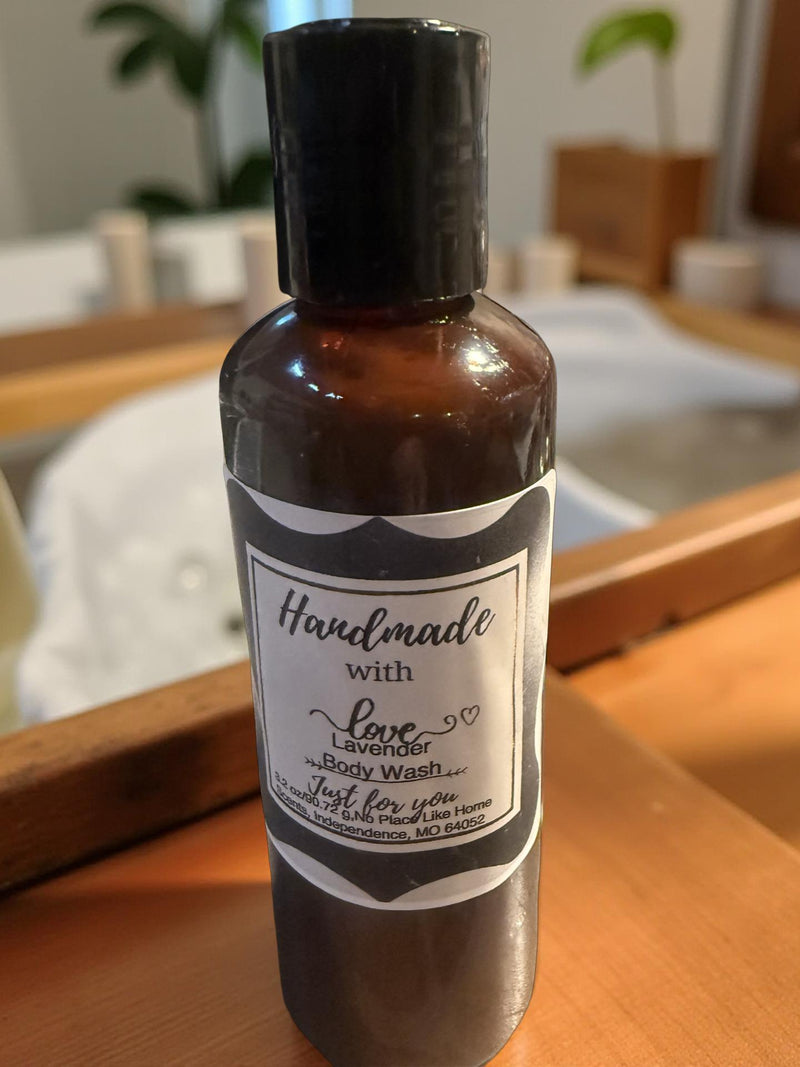 Handmade
with
love
Lavender
Body Wash
Just for you
3.2 oz/90.72 g,No Place Like Home
Scents, Independence, MO 64052